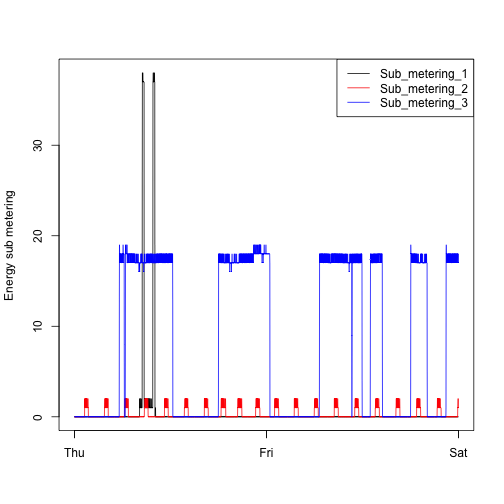 Sub_metering_1
Sub_metering_2
Sub_metering_3
Energy sub metering
30
20
10
0
Thu
Fri
Sat